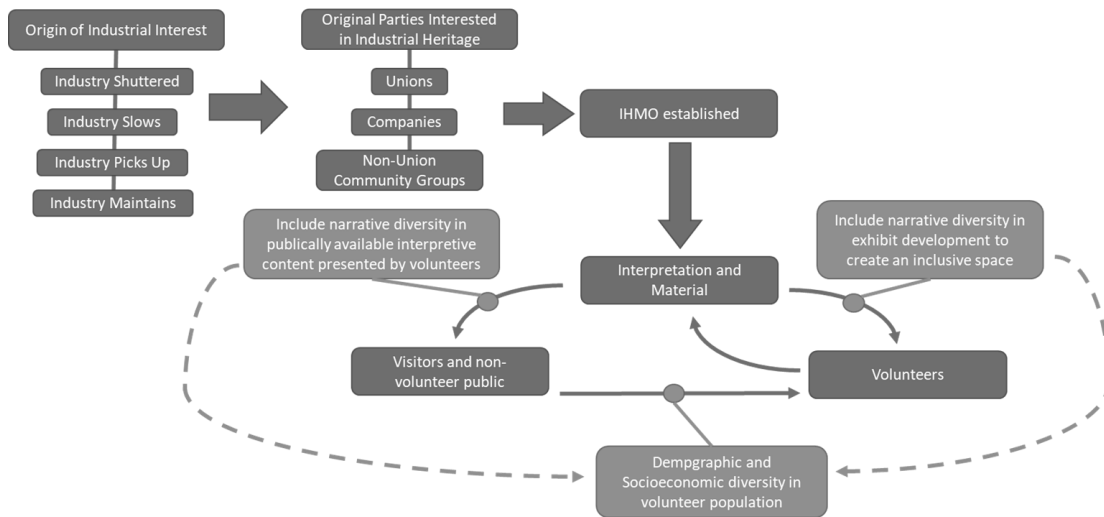 Origin of Industrial Interest
Industry Shuttered
Industry Slows
Industry Picks Up
Industry Maintains
Original Parties Interested
in Industrial Heritage
Unions
Companies
Non-Union
Community Groups
IHMO established
Include narrative diversity in
publically available interpretive
content presented by volunteers
Include narrative diversity in
exhibit development to
create an inclusive space
Interpretation and
Material
Visitors and non-
volunteer public
Volunteers
Dempgraphic and
Socioeconomic diversity in
volunteer population